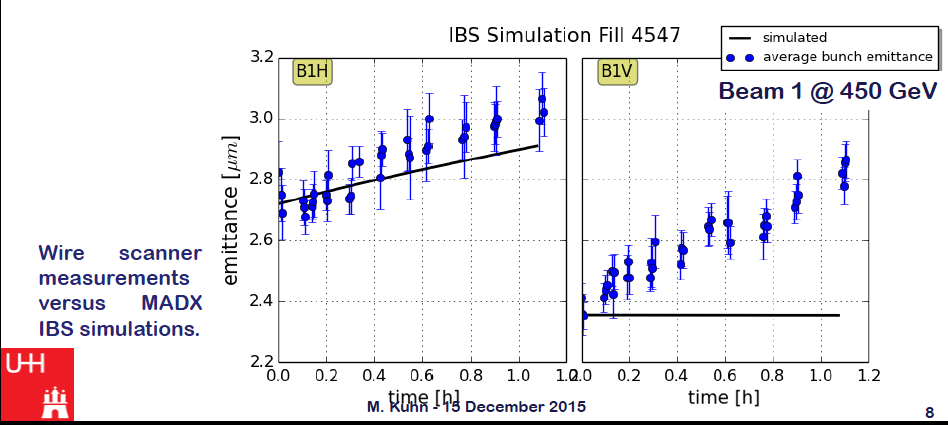 IBS Simulation Fill 4547
simulated
average bunch emittance
Beam 1 @ 450 GeV
B1H
B1V
emittance [μm]
3.2
3.0
2.8
2.6
2.4
2.2
0.0 0.2 0.4 0.6 0.8 1.0 1.2
0.2 0.4 0.6 0.8 1.0 1.2
time [h]
time [h]
Wire scanner
measurements
versus MADX
IBS simulations.
UHH
M. Kuhn - 15 December 2015
8